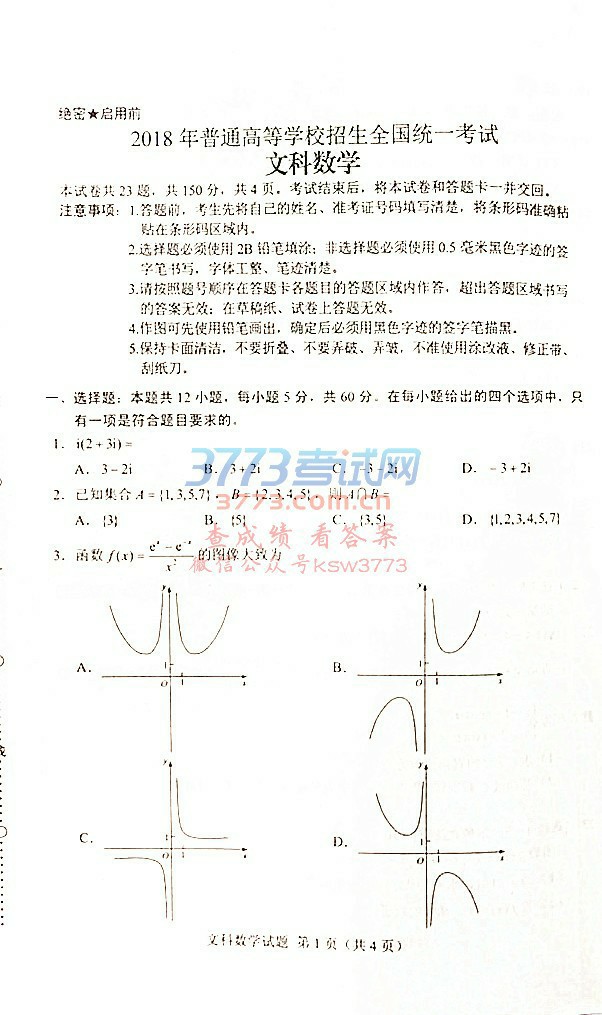 绝密★启用前
2018 年普通高等学校招生全国统一考试
文科数学
本试卷共 23 题，共 150 分，共 4 页。考试结束后，将本试卷和答题卡一并交回。
注意事项：1.答题前，考生先将自己的姓名、准考证号码填写清楚，将条形码准确粘
贴在条形码区域内。
2.选择题必须使用 2B 铅笔填涂；非选择题必须使用 0.5 毫米黑色字迹的签
字笔书写，字体工整、笔迹清楚。
3.请按照题号顺序在答题卡各题目的答题区域内作答，超出答题区域书写
的答案无效；在草稿纸、试卷上答题无效。
4.作图可先使用铅笔画出，确定后必须用黑色字迹的签字笔描黑。
5.保持卡面清洁，不要折叠、不要弄破、弄皱，不准使用涂改液、修正带、
刮纸刀。
一、选择题：本题共 12 小题，每小题 5 分，共 60 分。在每小题给出的四个选项中，只
有一项是符合题目要求的。
1. i(2+3i)=
A. 3-2i B. 3+2i C. -3-2i D. -3+2i
2. 已知集合 A={1,3,5,7}，B={2,3,4,5}，则 A∩B=
A. {3} B. {5} C. {3,5} D. {1,2,3,4,5,7}
3. 函数 f(x)=(e^x-e^-x)/x^2 的图像大致为
3773考试网
3773.com.cn
查成绩 看答案
微信公众号ksw3773
A. y 1 O 1 x
B. y 1 O 1 x
C. y 1 O 1 x
D. y 1 O 1 x
文科数学试题 第 1 页（共 4 页）